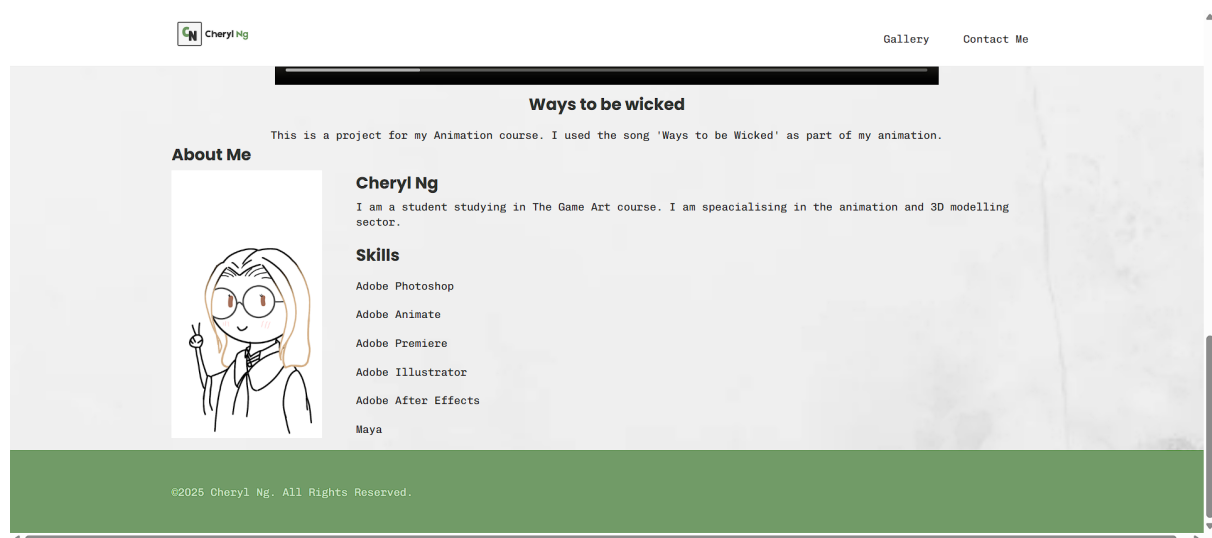 CN Cheryl Ng
Gallery Contact Me
Ways to be wicked
This is a project for my Animation course. I used the song 'Ways to be Wicked' as part of my animation.
About Me
Cheryl Ng
I am a student studying in The Game Art course. I am speacialising in the animation and 3D modelling
sector.
Skills
Adobe Photoshop
Adobe Animate
Adobe Premiere
Adobe Illustrator
Adobe After Effects
Maya
©2025 Cheryl Ng. All Rights Reserved.